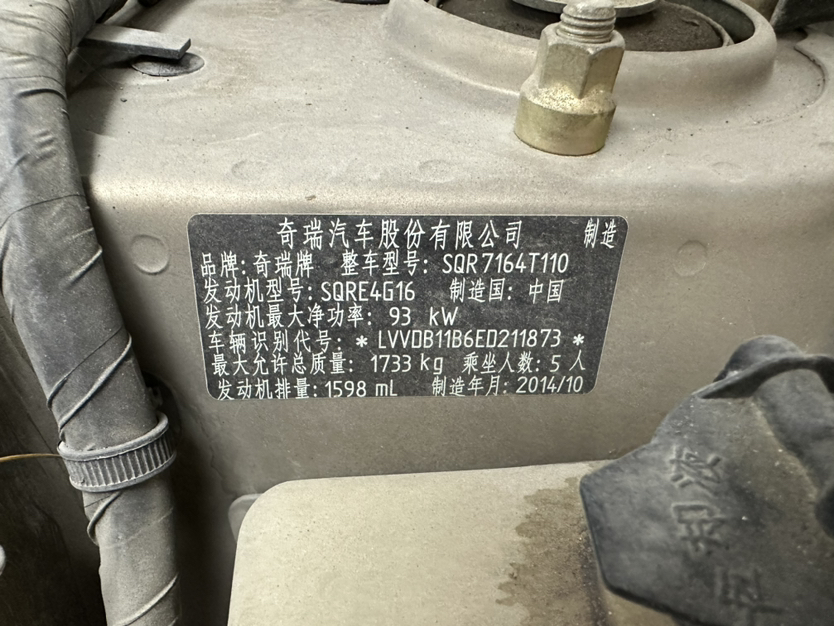 奇瑞汽车股份有限公司 制造
品牌: 奇瑞牌 整车型号: SQR7164T110
发动机型号: SQRE4G16 制造国: 中国
发动机最大净功率: 93 kW
车辆识别代号: *LVVDB11B6ED211873*
最大允许总质量: 1733 kg 乘坐人数: 5 人
发动机排量: 1598 mL 制造年月: 2014/10